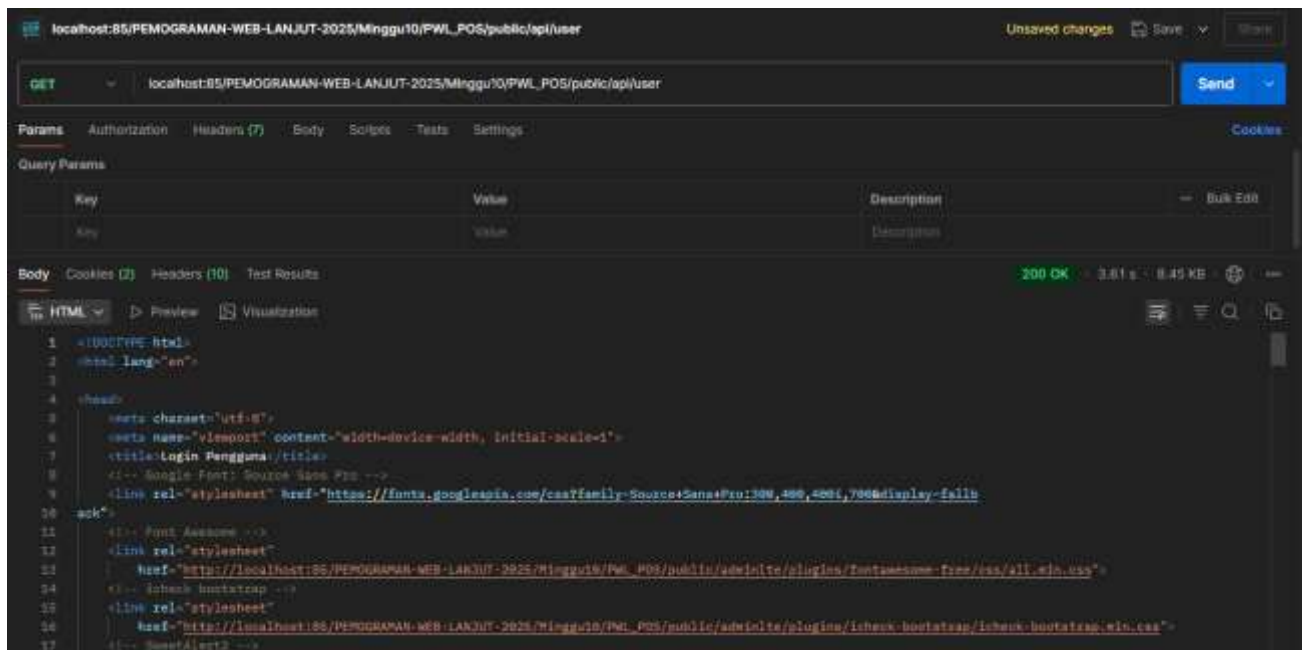 localhost:85/PEMOGRAMAN-WEB-LANJUT-2025/Minggu10/PWL_POS/public/api/user Unsaved changes Save Share
GET localhost:85/PEMOGRAMAN-WEB-LANJUT-2025/Minggu10/PWL_POS/public/api/user Send
Params Authorization Headers (7) Body Scripts Tests Settings Cookies
Query Params
Key Value Description Bulk Edit
Key Value Description
Body Cookies (2) Headers (10) Test Results 200 OK 3.61 s 8.45 KB
HTML Preview Visualization
1 <!DOCTYPE html>
2 <html lang="en">
3
4 <head>
5 <meta charset="utf-8">
6 <meta name="viewport" content="width=device-width, initial-scale=1">
7 <title>Login Pengguna</title>
8 <!-- Google Font: Source Sans Pro -->
9 <link rel="stylesheet" href="https://fonts.googleapis.com/css?family=Source+Sans+Pro:300,400,400i,700&display=fallb
10 ack">
11 <!-- Font Awesome -->
12 <link rel="stylesheet"
13 href="http://localhost:85/PEMOGRAMAN-WEB-LANJUT-2025/Minggu10/PWL_POS/public/adminlte/plugins/fontawesome-free/css/all.min.css">
14 <!-- icheck bootstrap -->
15 <link rel="stylesheet"
16 href="http://localhost:85/PEMOGRAMAN-WEB-LANJUT-2025/Minggu10/PWL_POS/public/adminlte/plugins/icheck-bootstrap/icheck-bootstrap.min.css">
17 <!-- SweetAlert2 -->